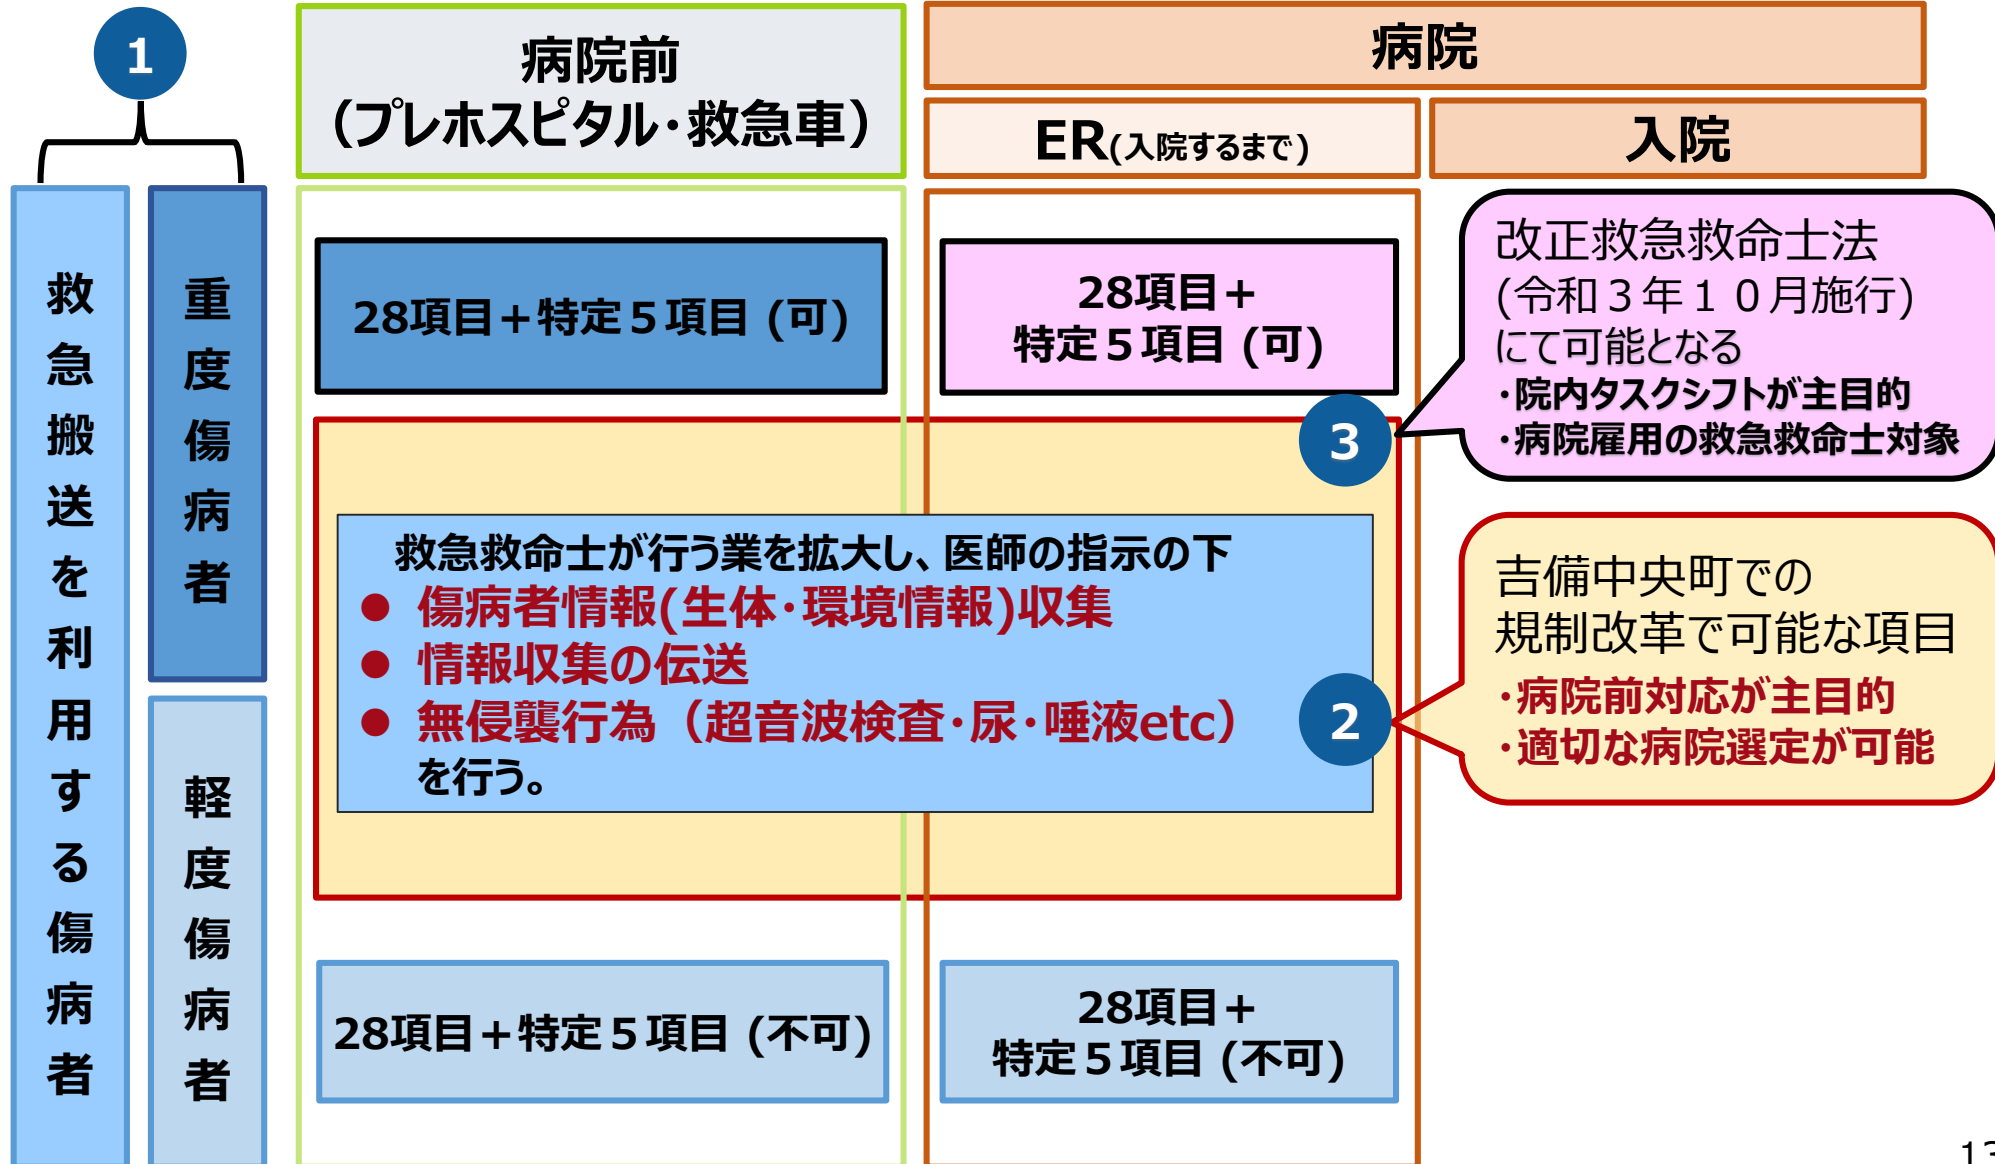 1
病院前
（プレホスピタル・救急車）
病院
ER(入院するまで)
入院
救急搬送を利用する傷病者
重度傷病者
軽度傷病者
28項目＋特定５項目 (可)
28項目＋
特定５項目 (可)
改正救急救命士法
(令和３年１０月施行)
にて可能となる
・院内タスクシフトが主目的
・病院雇用の救急救命士対象
3
救急救命士が行う業を拡大し、医師の指示の下
● 傷病者情報(生体・環境情報)収集
● 情報収集の伝送
● 無侵襲行為（超音波検査・尿・唾液etc）
を行う。
2
吉備中央町での
規制改革で可能な項目
・病院前対応が主目的
・適切な病院選定が可能
28項目＋特定５項目 (不可)
28項目＋
特定５項目 (不可)